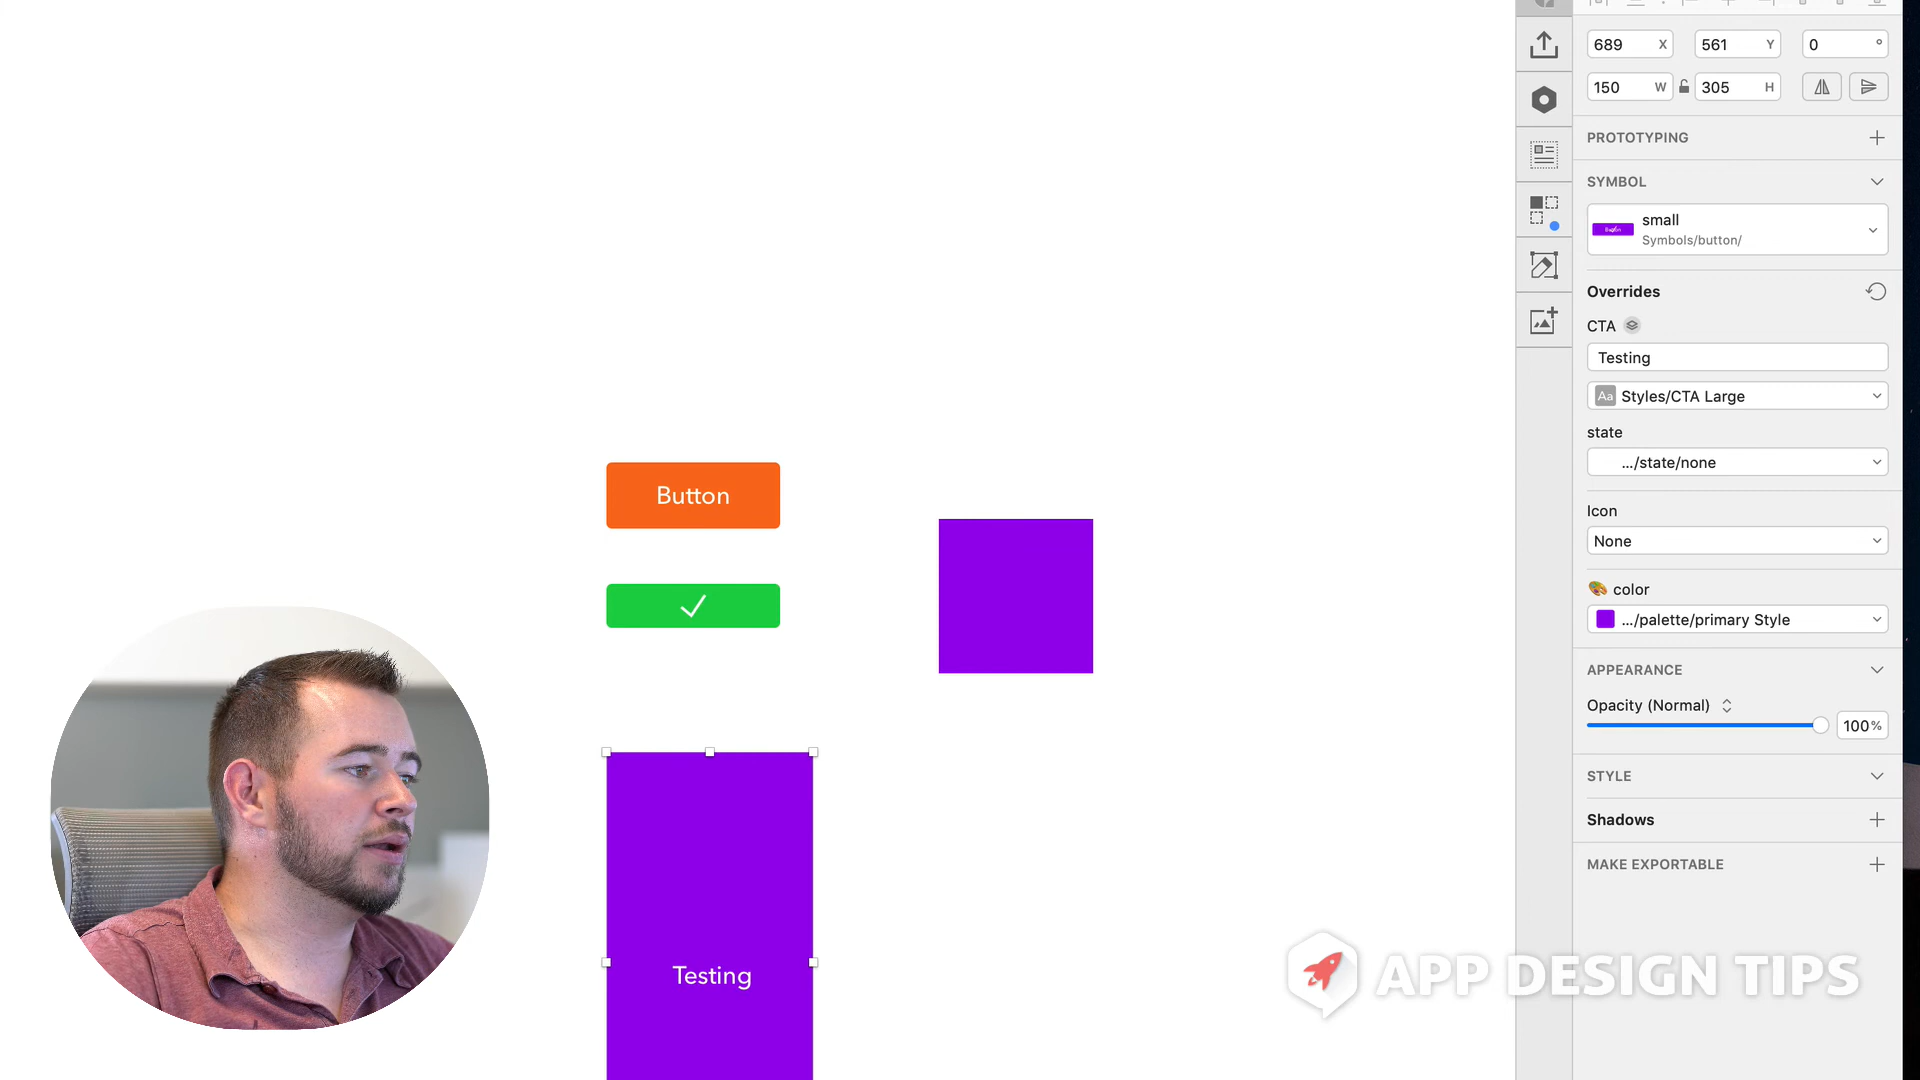 689 X 561 Y 0 °
150 W 305 H
PROTOTYPING
SYMBOL
small
Symbols/button/
Overrides
CTA
Testing
Aa Styles/CTA Large
state
.../state/none
Icon
None
color
.../palette/primary Style
APPEARANCE
Opacity (Normal)
100%
STYLE
Shadows
MAKE EXPORTABLE
Button
Testing
APP DESIGN TIPS